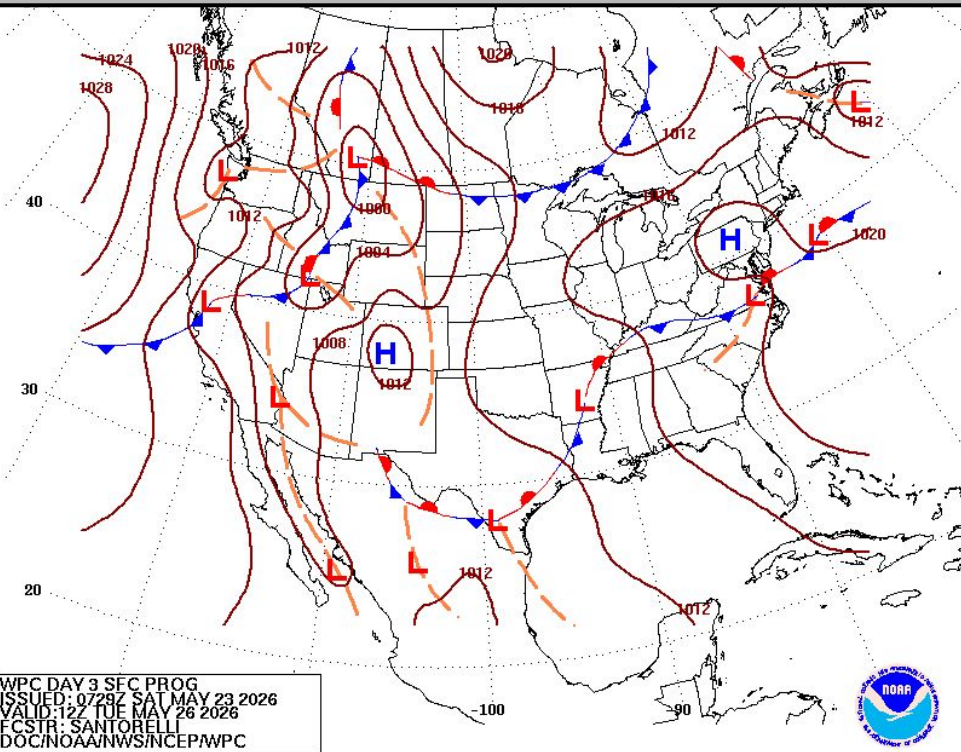 1024
1028
1016
1012
1020
1028
1016
1012
1012
40
L
L
L
1012
1000
1016
H
L
1020
1004
L
L
L
1008
H
1012
30
L
L
L
L
L
1012
20
1012
-100
-90
WPC DAY 3 SFC PROG
ISSUED: 0729Z SAT MAY 23 2026
VALID: 12Z TUE MAY 26 2026
FCSTR: SANTORELLI
DOC/NOAA/NWS/NCEP/WPC
NOAA